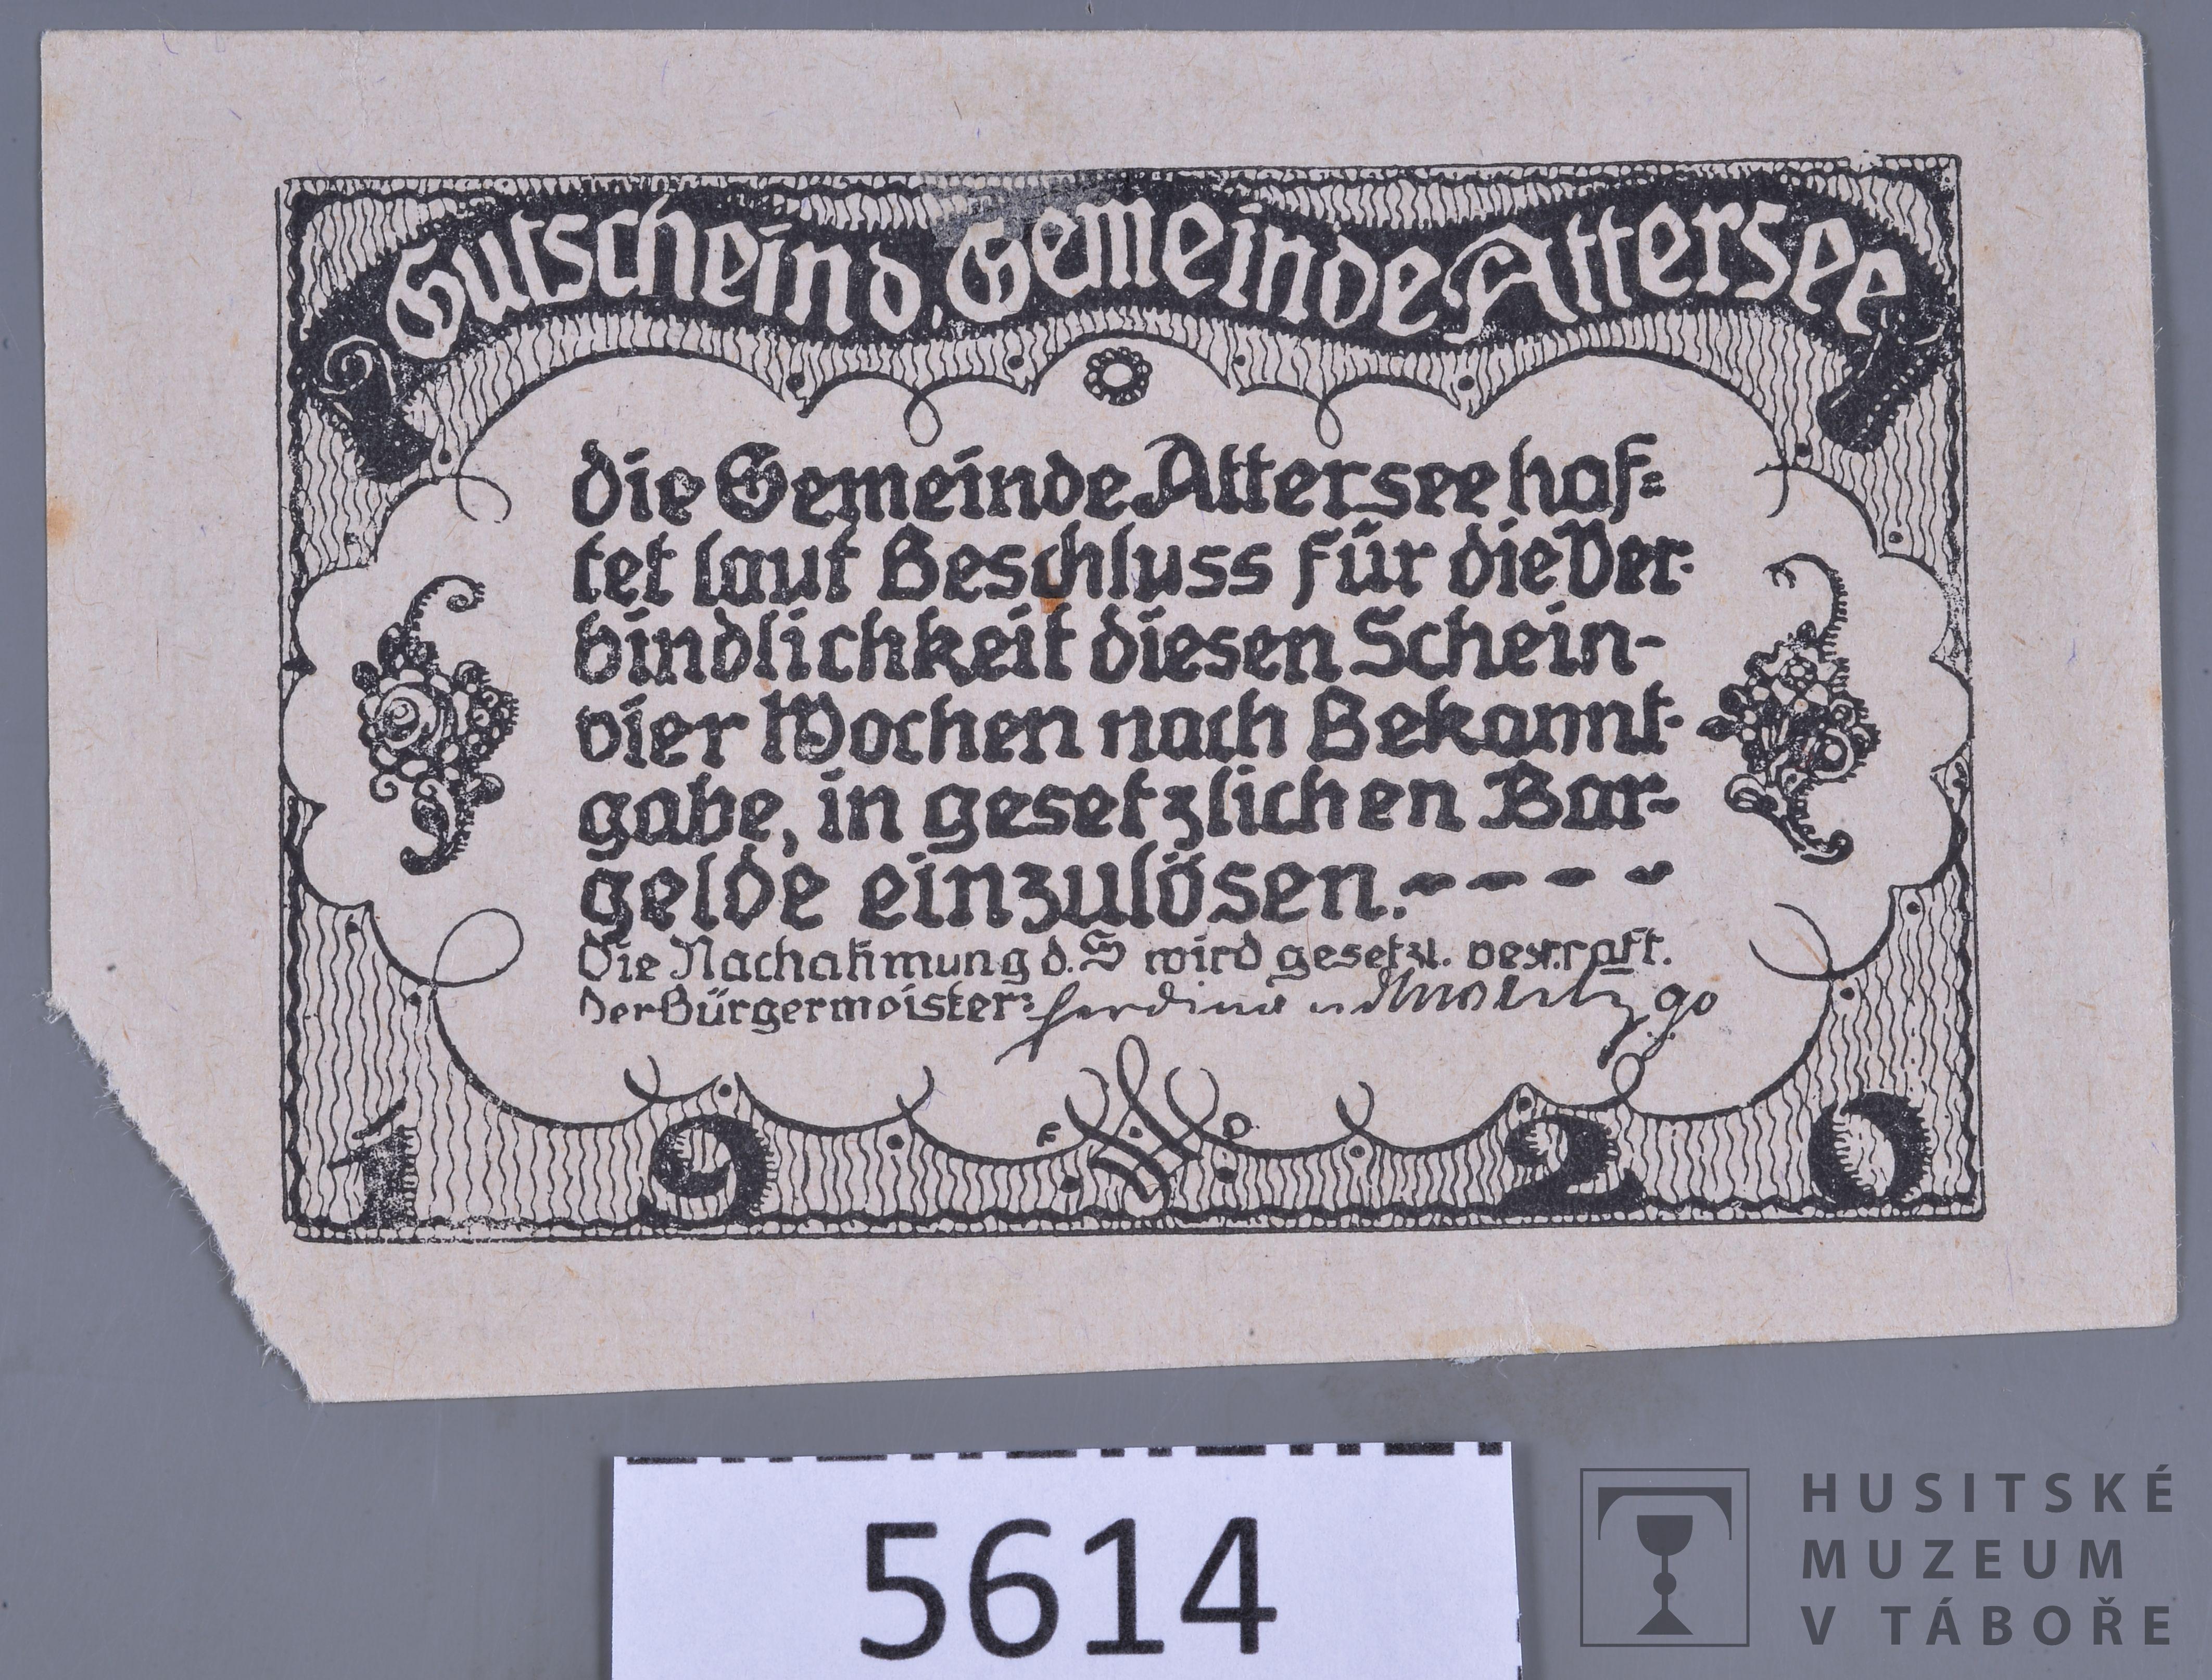 Gutschein d. Gemeinde Attersee
die Gemeinde Attersee haf=
tet laut Beschluss für die Ver-
bindlichkeit diesen Schein-
vier Wochen nach Bekannt-
gabe, in gesetzlichen Bar-
gelde einzulösen.----
Die Nachahmung d. S wird gesetzl. bestraft.
Der Bürgermeister: Ferdinand
F D
1920
5614
HUSITSKÉ
MUZEUM
V TÁBOŘE